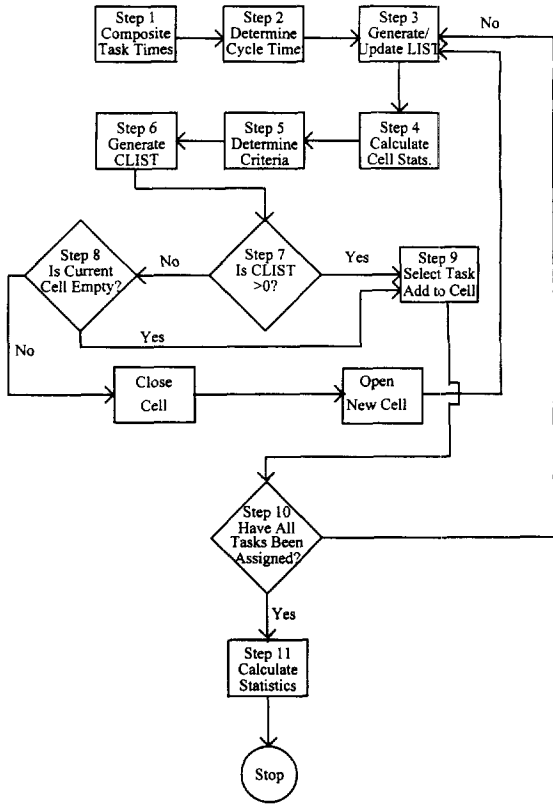 Step 1
Composite
Task Times
Step 2
Determine
Cycle Time
Step 3
Generate/
Update LIST
No
Step 6
Generate
CLIST
Step 5
Determine
Criteria
Step 4
Calculate
Cell Stats.
Step 8
Is Current
Cell Empty?
No
Step 7
Is CLIST
>0?
Yes
Step 9
Select Task
Add to Cell
Yes
No
Close
Cell
Open
New Cell
Step 10
Have All
Tasks Been
Assigned?
Yes
Step 11
Calculate
Statistics
Stop